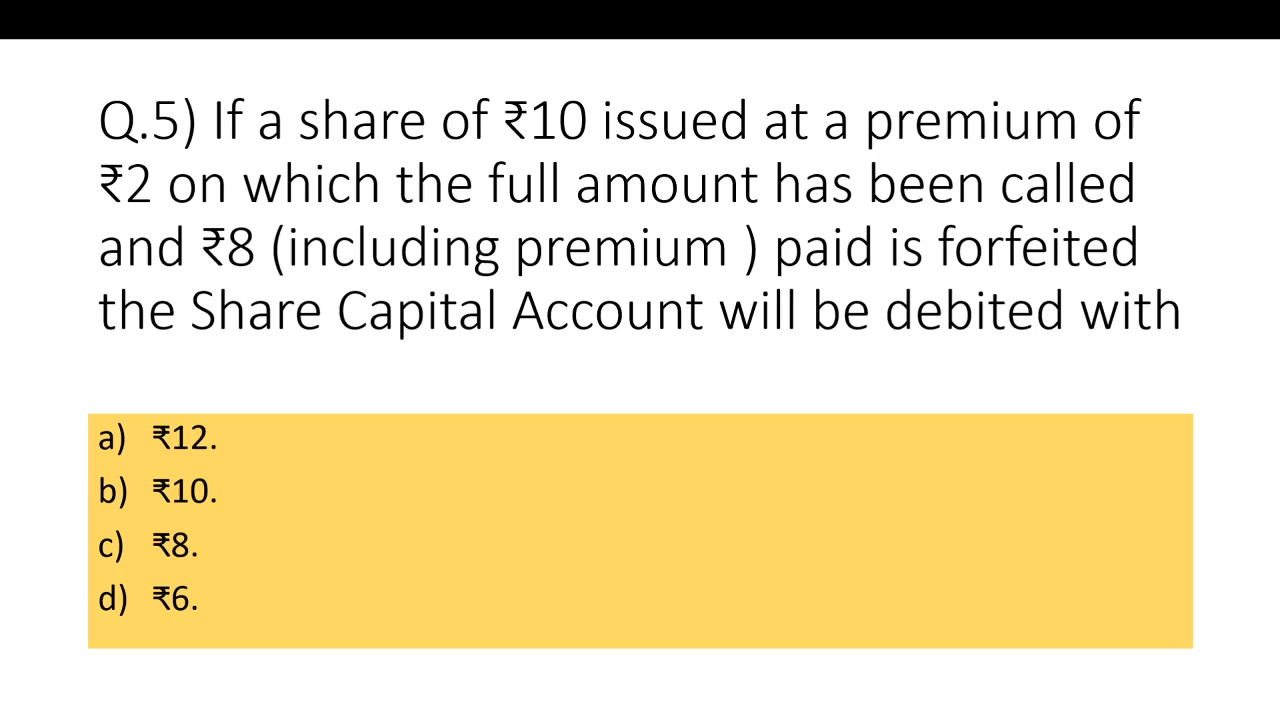 Q.5) If a share of ₹10 issued at a premium of
₹2 on which the full amount has been called
and ₹8 (including premium ) paid is forfeited
the Share Capital Account will be debited with
a) ₹12.
b) ₹10.
c) ₹8.
d) ₹6.